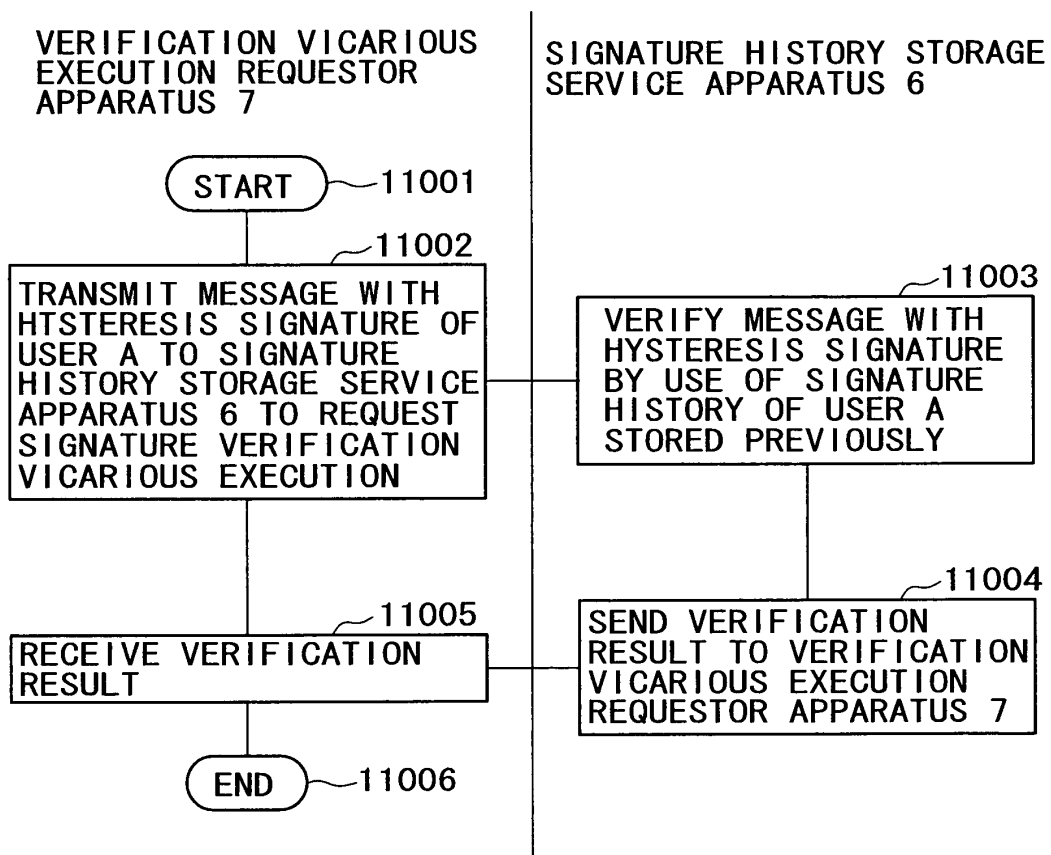 VERIFICATION VICARIOUS
EXECUTION REQUESTOR
APPARATUS 7
SIGNATURE HISTORY STORAGE
SERVICE APPARATUS 6
START
11001
11002
TRANSMIT MESSAGE WITH
HTSTERESIS SIGNATURE OF
USER A TO SIGNATURE
HISTORY STORAGE SERVICE
APPARATUS 6 TO REQUEST
SIGNATURE VERIFICATION
VICARIOUS EXECUTION
11003
VERIFY MESSAGE WITH
HYSTERESIS SIGNATURE
BY USE OF SIGNATURE
HISTORY OF USER A
STORED PREVIOUSLY
11004
SEND VERIFICATION
RESULT TO VERIFICATION
VICARIOUS EXECUTION
REQUESTOR APPARATUS 7
11005
RECEIVE VERIFICATION
RESULT
END
11006